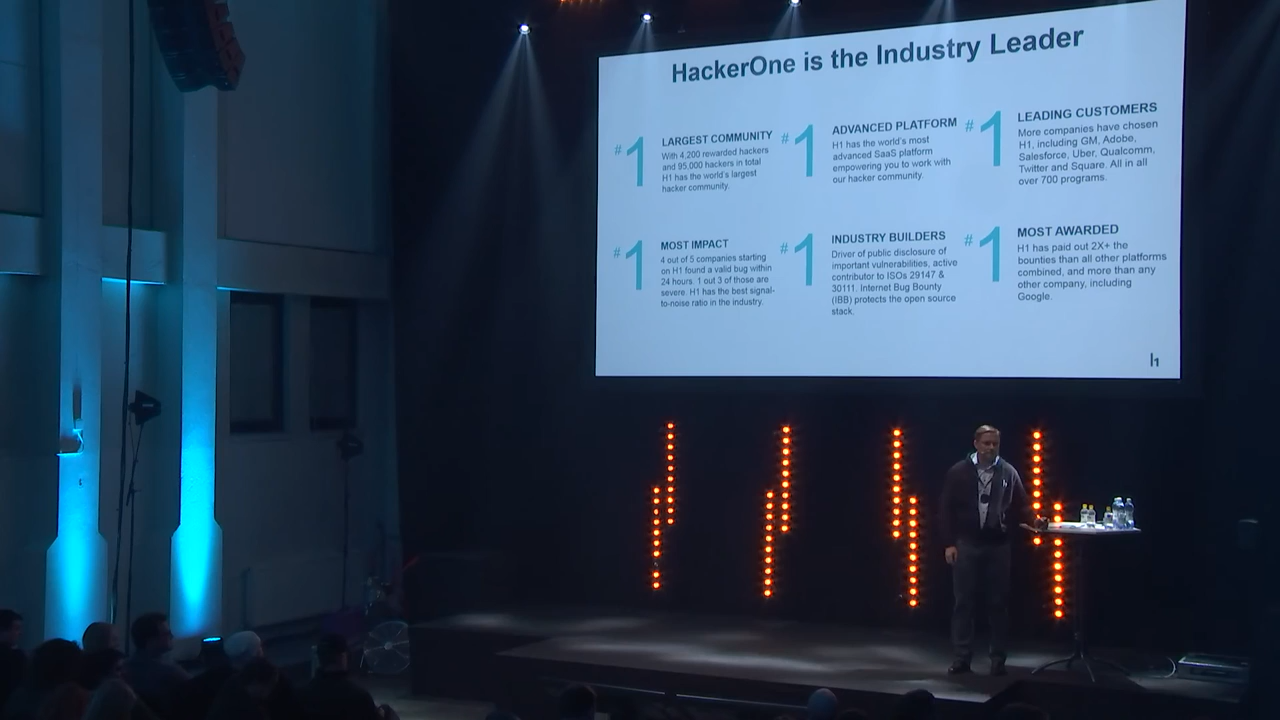 HackerOne is the Industry Leader
#1
LARGEST COMMUNITY
With 4,200 rewarded hackers
and 95,000 hackers in total
H1 has the world's largest
hacker community.
#1
ADVANCED PLATFORM
H1 has the world's most
advanced SaaS platform
empowering you to work with
our hacker community.
#1
LEADING CUSTOMERS
More companies have chosen
H1, including GM, Adobe,
Salesforce, Uber, Qualcomm,
Twitter and Square. All in all
over 700 programs.
#1
MOST IMPACT
4 out of 5 companies starting
on H1 found a valid bug within
24 hours. 1 out 3 of those are
severe. H1 has the best signal-
to-noise ratio in the industry.
#1
INDUSTRY BUILDERS
Driver of public disclosure of
important vulnerabilities, active
contributor to ISOs 29147 &
30111. Internet Bug Bounty
(IBB) protects the open source
stack.
#1
MOST AWARDED
H1 has paid out 2X+ the
bounties than all other platforms
combined, and more than any
other company, including
Google.
h1